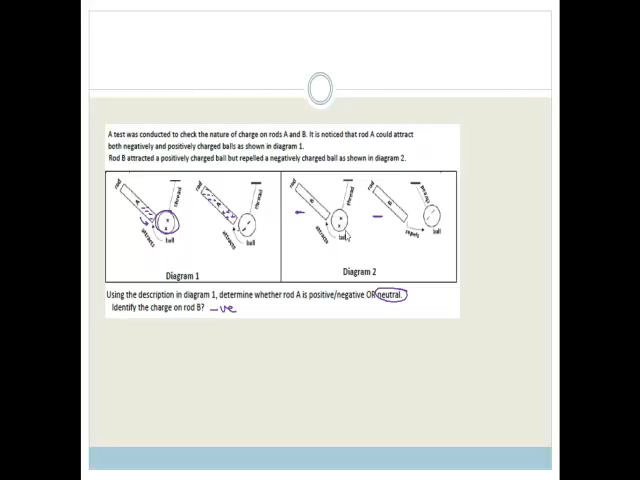 A test was conducted to check the nature of charge on rods A and B. It is noticed that rod A could attract
both negatively and positively charged balls as shown in diagram 1.
Rod B attracted a positively charged ball but repelled a negatively charged ball as shown in diagram 2.
rod
A
thread
attracts
ball
rod
A
thread
attracts
ball
Diagram 1
rod
B
thread
attracts
ball
rod
B
thread
repels
ball
Diagram 2
Using the description in diagram 1, determine whether rod A is positive/negative OR neutral.
Identify the charge on rod B? -ve